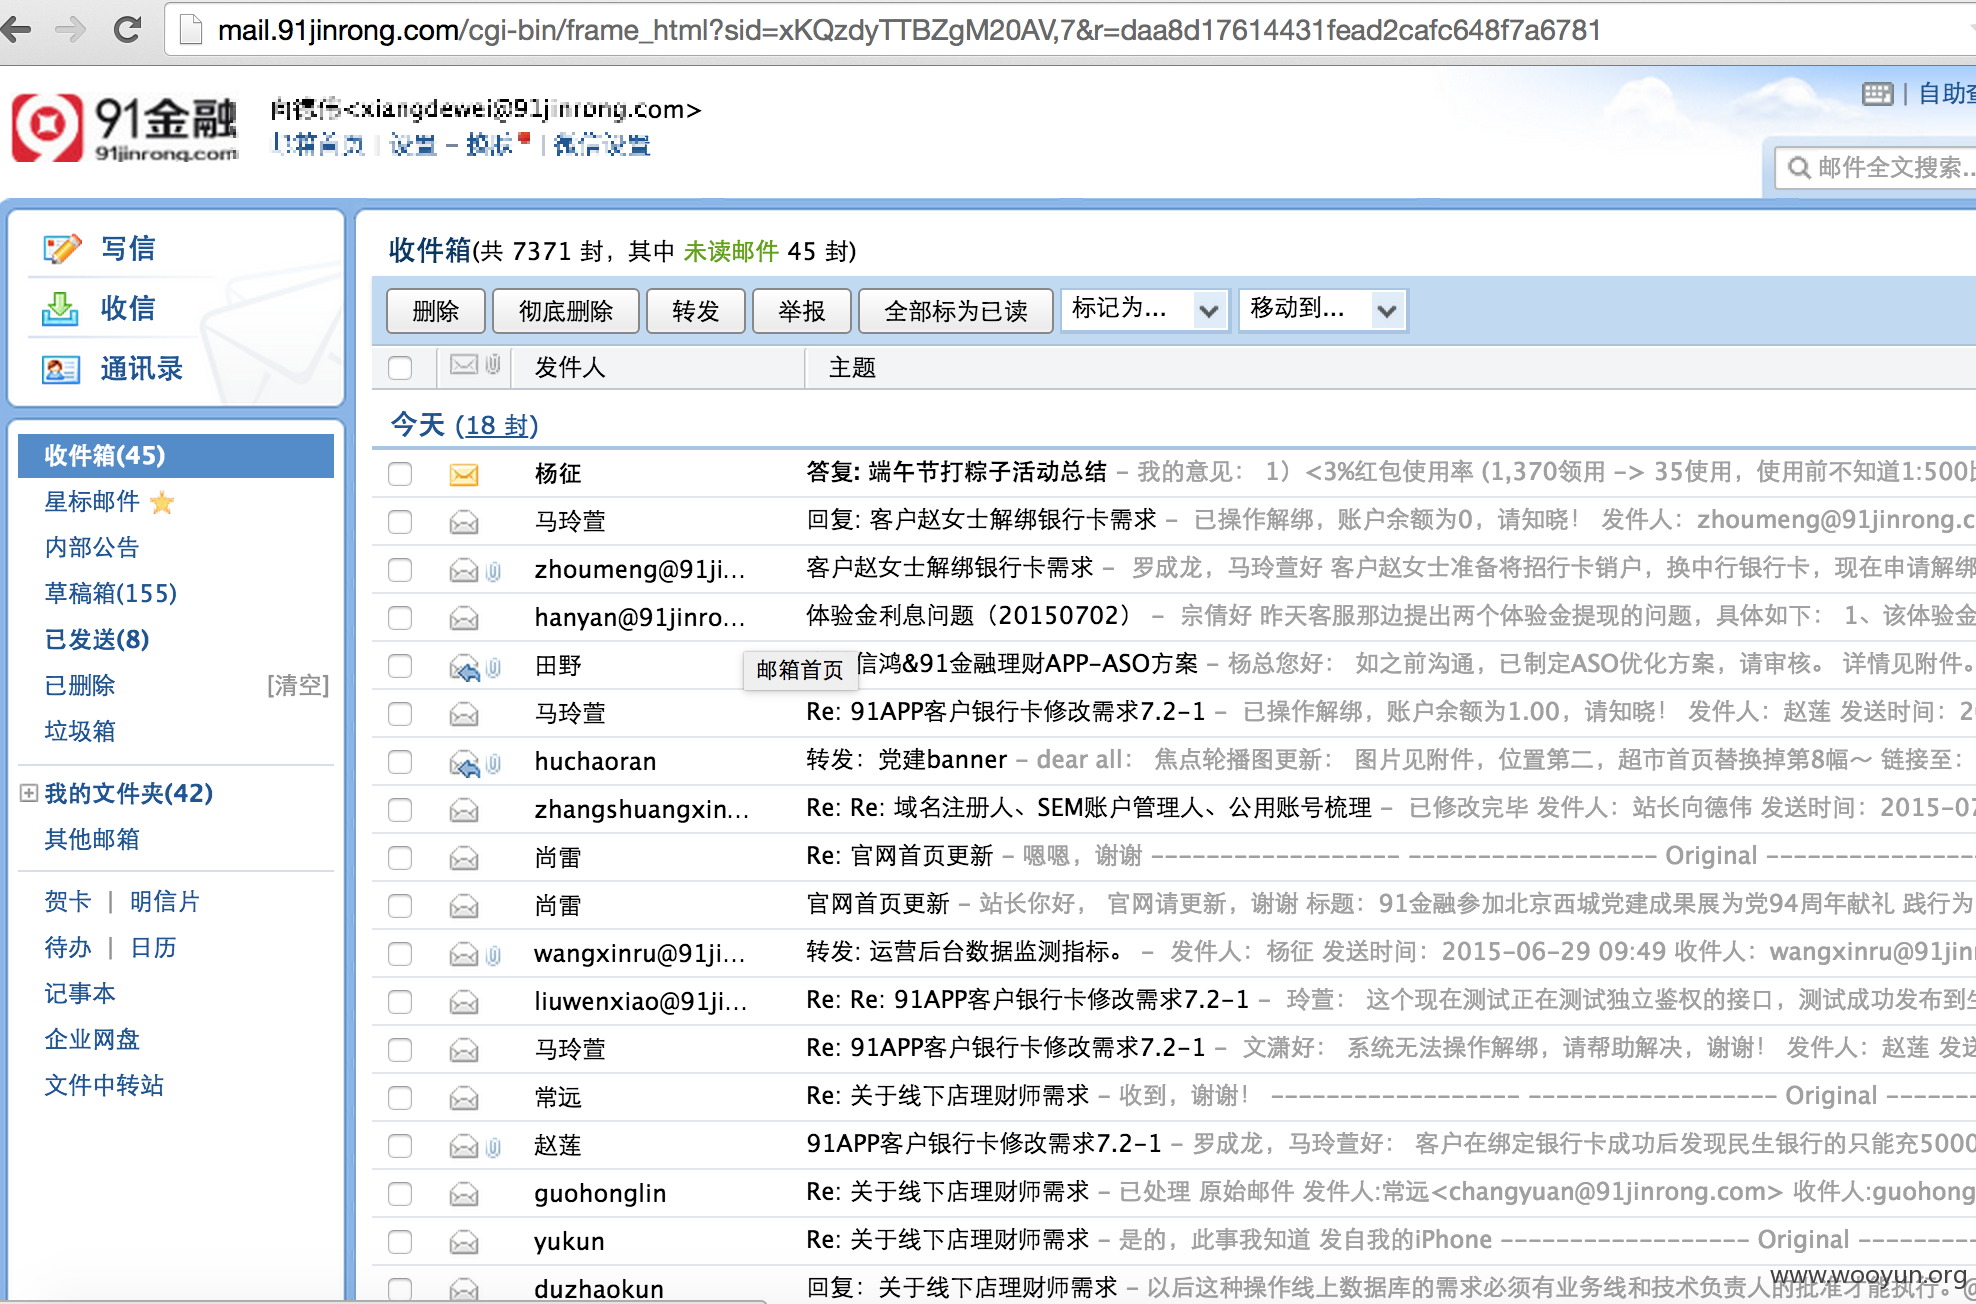 mail.91jinrong.com/cgi-bin/frame_html?sid=xKQzdyTTBZgM20AV,7&r=daa8d17614431fead2cafc648f7a6781
91金融
91jinrong.com
<xiangdewei@91jinrong.com>
邮箱首页 | 设置 - 换肤 | 微信设置
| 自助
邮件全文搜索...
写信
收信
通讯录
收件箱(45)
星标邮件
内部公告
草稿箱(155)
已发送(8)
已删除 [清空]
垃圾箱
我的文件夹(42)
其他邮箱
贺卡 | 明信片
待办 | 日历
记事本
企业网盘
文件中转站
收件箱(共 7371 封，其中 未读邮件 45 封)
删除 彻底删除 转发 举报 全部标为已读 标记为... 移动到...
发件人 主题
今天 (18 封)
杨征 答复: 端午节打粽子活动总结 – 我的意见： 1）<3%红包使用率 (1,370领用 –> 35使用，使用前不知道1:500
马玲萱 回复: 客户赵女士解绑银行卡需求 – 已操作解绑，账户余额为0，请知晓！ 发件人：zhoumeng@91jinrong.c
zhoumeng@91ji... 客户赵女士解绑银行卡需求 – 罗成龙，马玲萱好 客户赵女士准备将招行卡销户，换中行银行卡，现在申请解绑
hanyan@91jinro... 体验金利息问题（20150702） – 宗倩好 昨天客服那边提出两个体验金提现的问题，具体如下： 1、该体验金
田野 信鸿&91金融理财APP-ASO方案 – 杨总您好： 如之前沟通，已制定ASO优化方案，请审核。 详情见附件。
邮箱首页
马玲萱 Re: 91APP客户银行卡修改需求7.2-1 – 已操作解绑，账户余额为1.00，请知晓！ 发件人：赵莲 发送时间：2
huchaoran 转发：党建banner – dear all： 焦点轮播图更新： 图片见附件，位置第二，超市首页替换掉第8幅～ 链接至：
zhangshuangxin... Re: Re: 域名注册人、SEM账户管理人、公用账号梳理 – 已修改完毕 发件人：站长向德伟 发送时间：2015-07
尚雷 Re: 官网首页更新 – 嗯嗯，谢谢 ------------------ ------------------ Original ----------------
尚雷 官网首页更新 – 站长你好， 官网请更新，谢谢 标题：91金融参加北京西城党建成果展为党94周年献礼 践行为
wangxinru@91ji... 转发: 运营后台数据监测指标。 – 发件人：杨征 发送时间：2015-06-29 09:49 收件人：wangxinru@91jin
liuwenxiao@91ji... Re: Re: 91APP客户银行卡修改需求7.2-1 – 玲萱： 这个现在测试正在测试独立鉴权的接口，测试成功发布到生
马玲萱 Re: 91APP客户银行卡修改需求7.2-1 – 文潇好： 系统无法操作解绑，请帮助解决，谢谢！ 发件人：赵莲 发送
常远 Re: 关于线下店理财师需求 – 收到，谢谢！ ------------------ ------------------ Original -------
赵莲 91APP客户银行卡修改需求7.2-1 – 罗成龙，马玲萱好： 客户在绑定银行卡成功后发现民生银行的只能充5000
guohonglin Re: 关于线下店理财师需求 – 已处理 原始邮件 发件人:常远<changyuan@91jinrong.com> 收件人:guohong
yukun Re: 关于线下店理财师需求 – 是的，此事我知道 发自我的iPhone ------------------ Original ---------
duzhaokun 回复：关于线下店理财师需求 – 以后这种操作线上数据库的需求必须有业务线和技术负责人的批准才能执行。@
www.wooyun.org